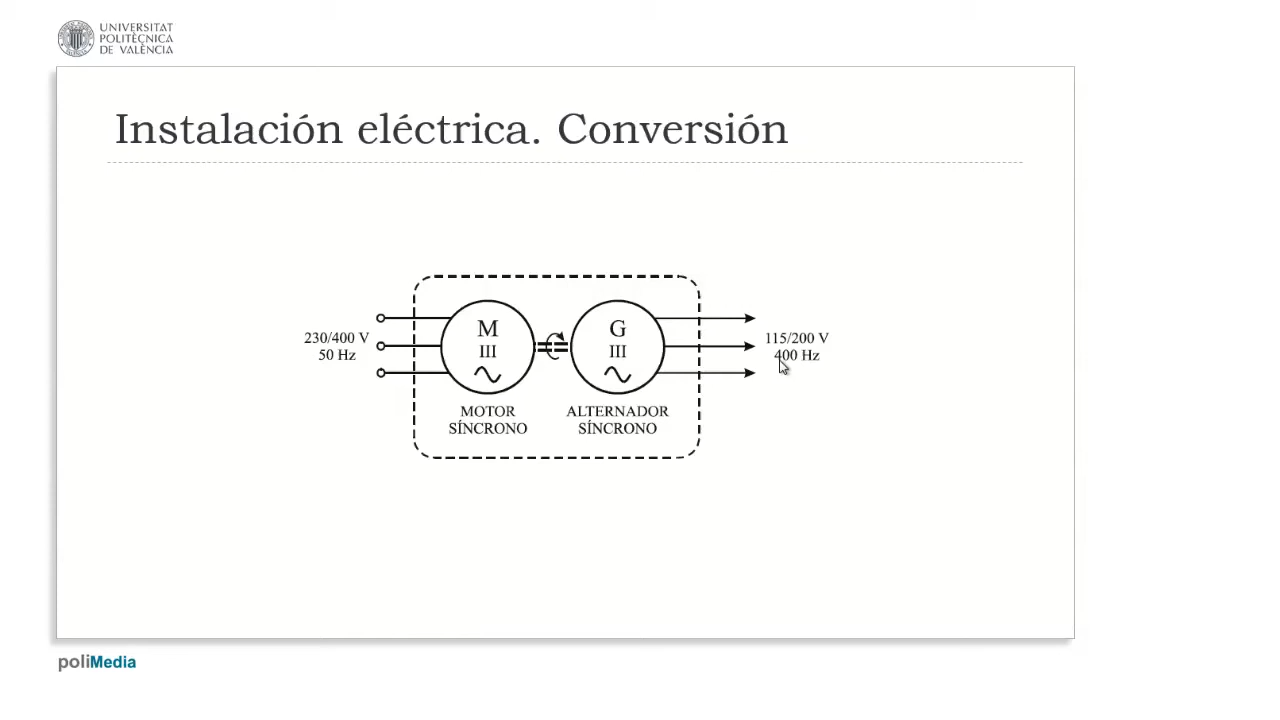 UNIVERSITAT
POLITÈCNICA
DE VALÈNCIA
Instalación eléctrica. Conversión
230/400 V
50 Hz
M
III
G
III
115/200 V
400 Hz
MOTOR
SÍNCRONO
ALTERNADOR
SÍNCRONO
poliMedia